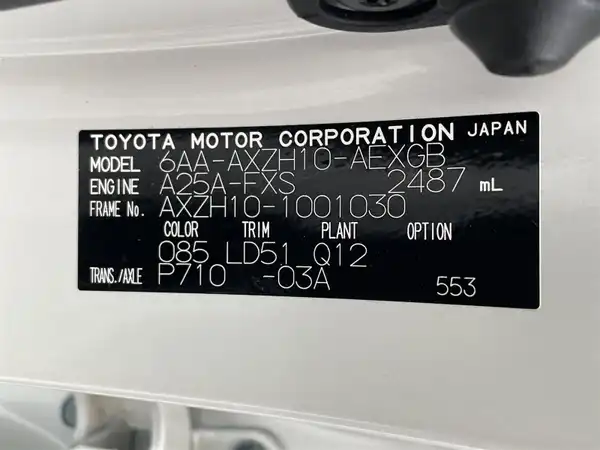 TOYOTA MOTOR CORPORATION JAPAN
MODEL 6AA-AXZH10-AEXGB
ENGINE A25A-FXS 2487 mL
FRAME No. AXZH10-1001030
COLOR TRIM PLANT OPTION
085 LD51 Q12
TRANS./AXLE P710 -03A
553